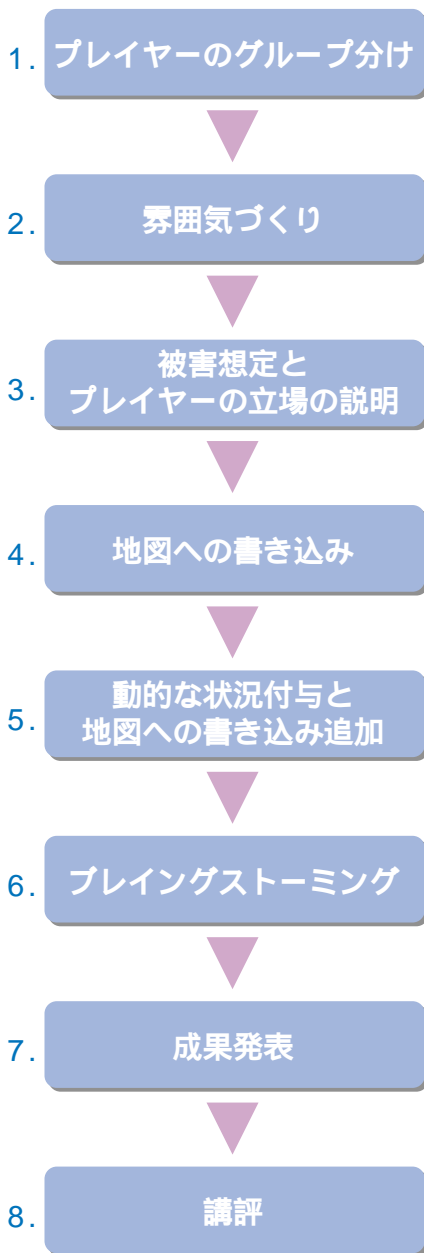 1. プレイヤーのグループ分け
2. 雰囲気づくり
3. 被害想定と
プレイヤーの立場の説明
4. 地図への書き込み
5. 動的な状況付与と
地図への書き込み追加
6. ブレイングストーミング
7. 成果発表
8. 講評